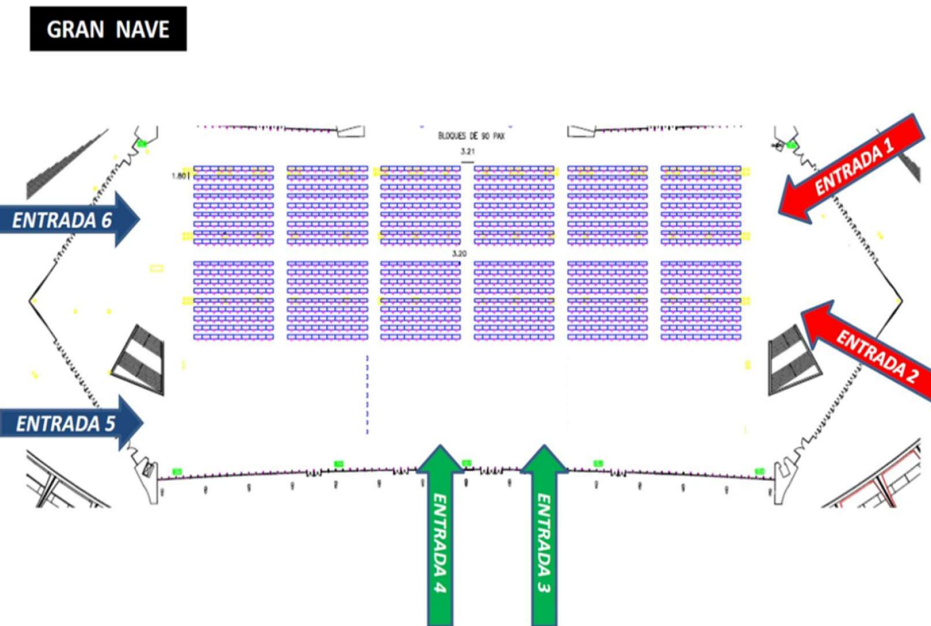 GRAN NAVE
BLOQUES DE 90 PAX
3.21
1.80
ENTRADA 1
ENTRADA 6
3.20
ENTRADA 2
ENTRADA 5
ENTRADA 4
ENTRADA 3